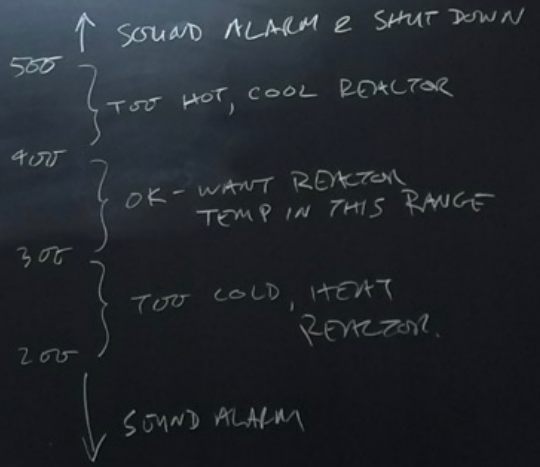 SOUND ALARM & SHUT DOWN
500
TOO HOT, COOL REACTOR
400
OK - WANT REACTOR
TEMP IN THIS RANGE
300
TOO COLD, HEAT
REACTOR.
200
SOUND ALARM